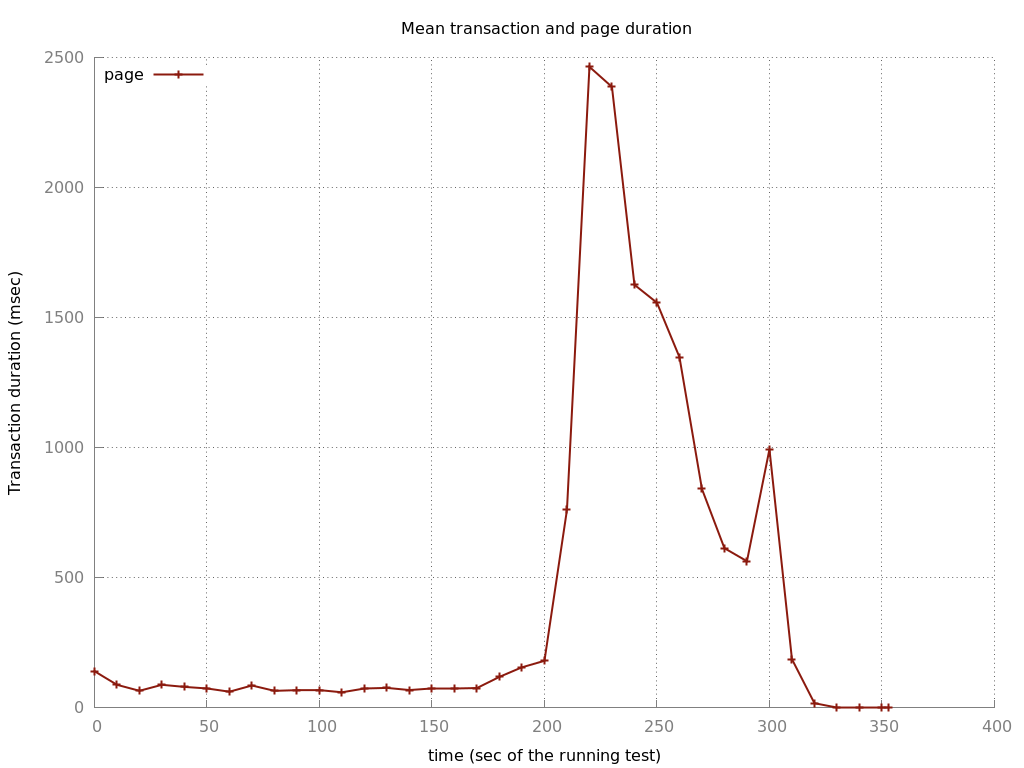 Mean transaction and page duration
page
Transaction duration (msec)
2500
2000
1500
1000
500
0
0 50 100 150 200 250 300 350 400
time (sec of the running test)